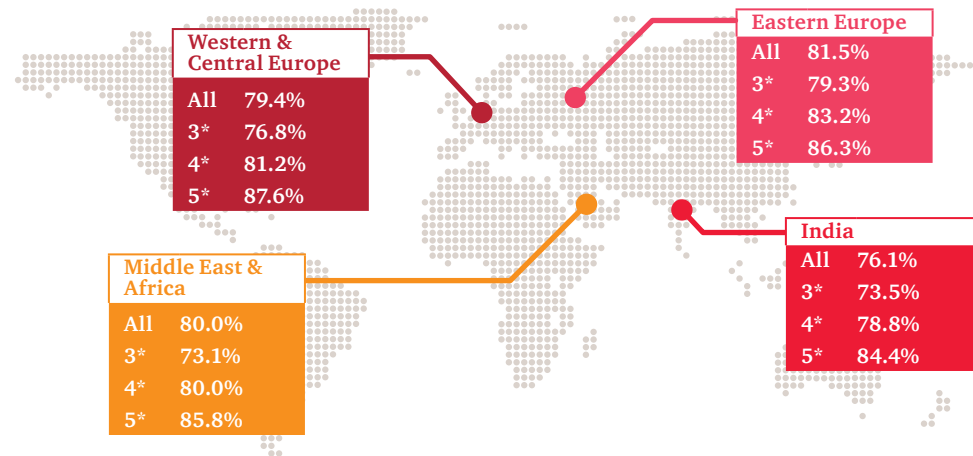 Western &
Central Europe
All 79.4%
3* 76.8%
4* 81.2%
5* 87.6%
Eastern Europe
All 81.5%
3* 79.3%
4* 83.2%
5* 86.3%
Middle East &
Africa
All 80.0%
3* 73.1%
4* 80.0%
5* 85.8%
India
All 76.1%
3* 73.5%
4* 78.8%
5* 84.4%